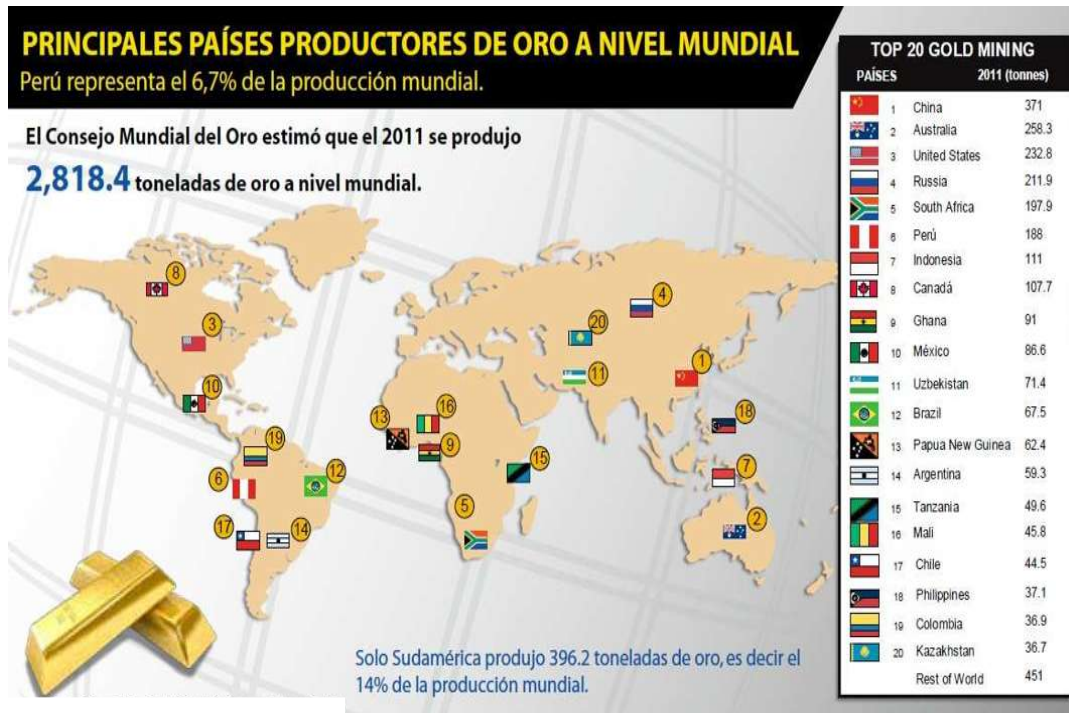 PRINCIPALES PAÍSES PRODUCTORES DE ORO A NIVEL MUNDIAL
Perú representa el 6,7% de la producción mundial.
El Consejo Mundial del Oro estimó que el 2011 se produjo
2,818.4 toneladas de oro a nivel mundial.
8
3
10
4
20
11
1
13
16
18
19
9
15
7
6
12
5
2
17
14
Solo Sudamérica produjo 396.2 toneladas de oro, es decir el
14% de la producción mundial.
TOP 20 GOLD MINING
PAÍSES 2011 (tonnes)
1 China 371
2 Australia 258.3
3 United States 232.8
4 Russia 211.9
5 South Africa 197.9
6 Perú 188
7 Indonesia 111
8 Canadá 107.7
9 Ghana 91
10 México 86.6
11 Uzbekistan 71.4
12 Brazil 67.5
13 Papua New Guinea 62.4
14 Argentina 59.3
15 Tanzania 49.6
16 Mali 45.8
17 Chile 44.5
18 Philippines 37.1
19 Colombia 36.9
20 Kazakhstan 36.7
Rest of World 451